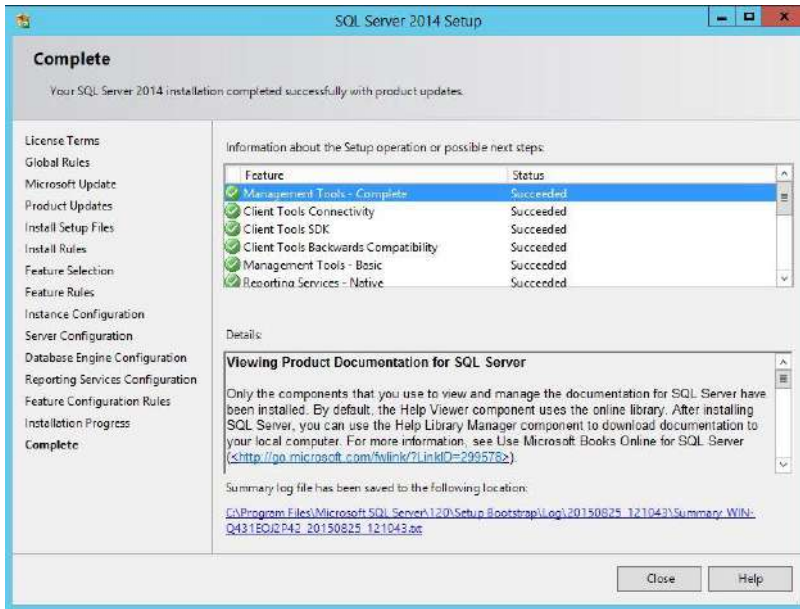 SQL Server 2014 Setup
Complete
Your SQL Server 2014 installation completed successfully with product updates.
License Terms
Global Rules
Microsoft Update
Product Updates
Install Setup Files
Install Rules
Feature Selection
Feature Rules
Instance Configuration
Server Configuration
Database Engine Configuration
Reporting Services Configuration
Feature Configuration Rules
Installation Progress
Complete
Information about the Setup operation or possible next steps:
Feature Status
Management Tools - Complete Succeeded
Client Tools Connectivity Succeeded
Client Tools SDK Succeeded
Client Tools Backwards Compatibility Succeeded
Management Tools - Basic Succeeded
Reporting Services - Native Succeeded
Details:
Viewing Product Documentation for SQL Server
Only the components that you use to view and manage the documentation for SQL Server have
been installed. By default, the Help Viewer component uses the online library. After installing
SQL Server, you can use the Help Library Manager component to download documentation to
your local computer. For more information, see Use Microsoft Books Online for SQL Server
(<http://go.microsoft.com/fwlink/?LinkID=299578>).
Summary log file has been saved to the following location:
C:\Program Files\Microsoft SQL Server\120\Setup Bootstrap\Log\20150825_121043\Summary_WIN-
Q431EOJ2P42_20150825_121043.txt
Close Help